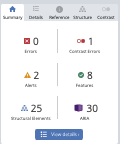 Summary Details Reference Structure Contrast
0 1
Errors Contrast Errors
2 8
Alerts Features
25 30
Structural Elements ARIA
View details ›